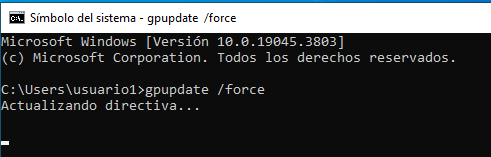 Símbolo del sistema - gpupdate /force
Microsoft Windows [Versión 10.0.19045.3803]
(c) Microsoft Corporation. Todos los derechos reservados.
C:\Users\usuario1>gpupdate /force
Actualizando directiva...